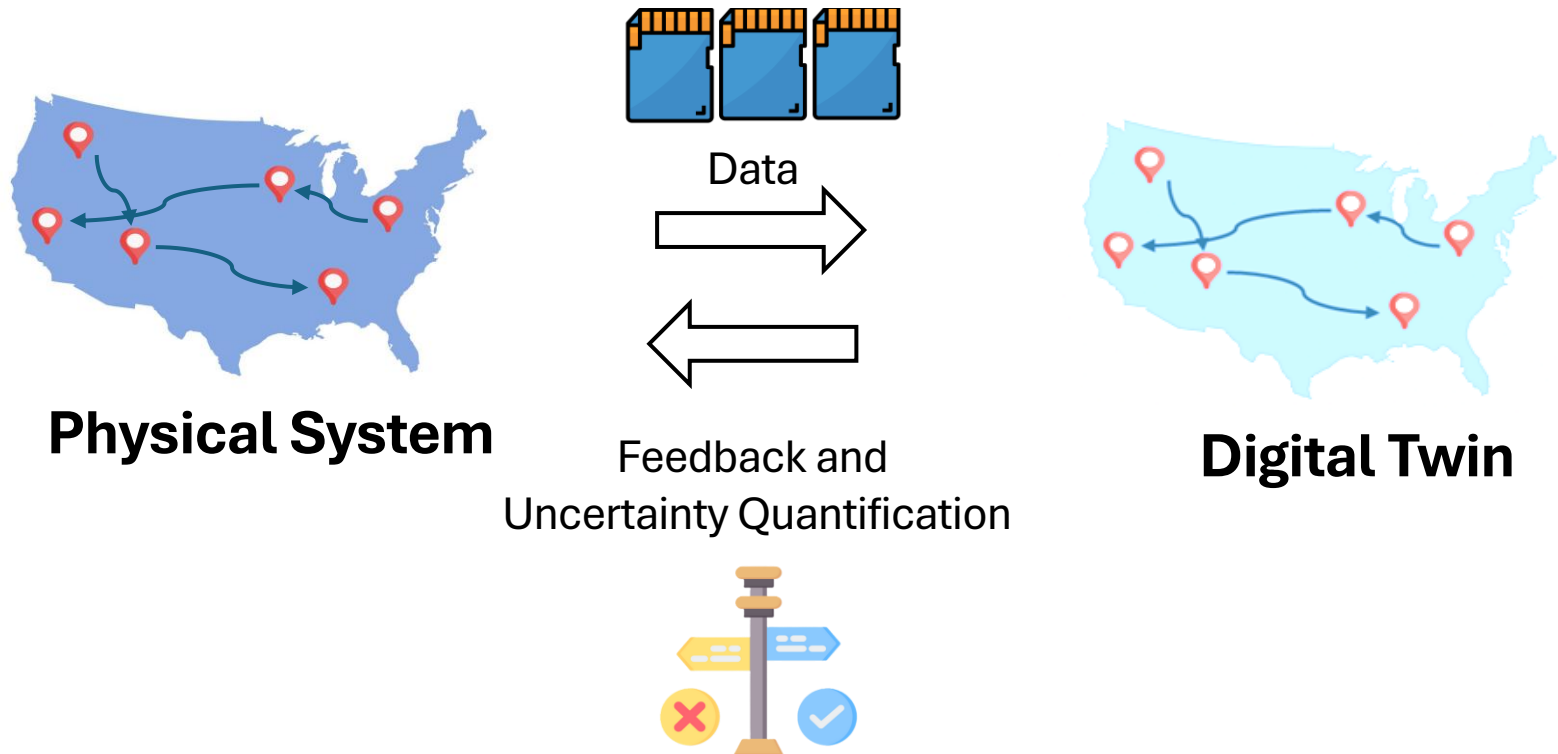 Data
Physical System
Feedback and
Uncertainty Quantification
Digital Twin